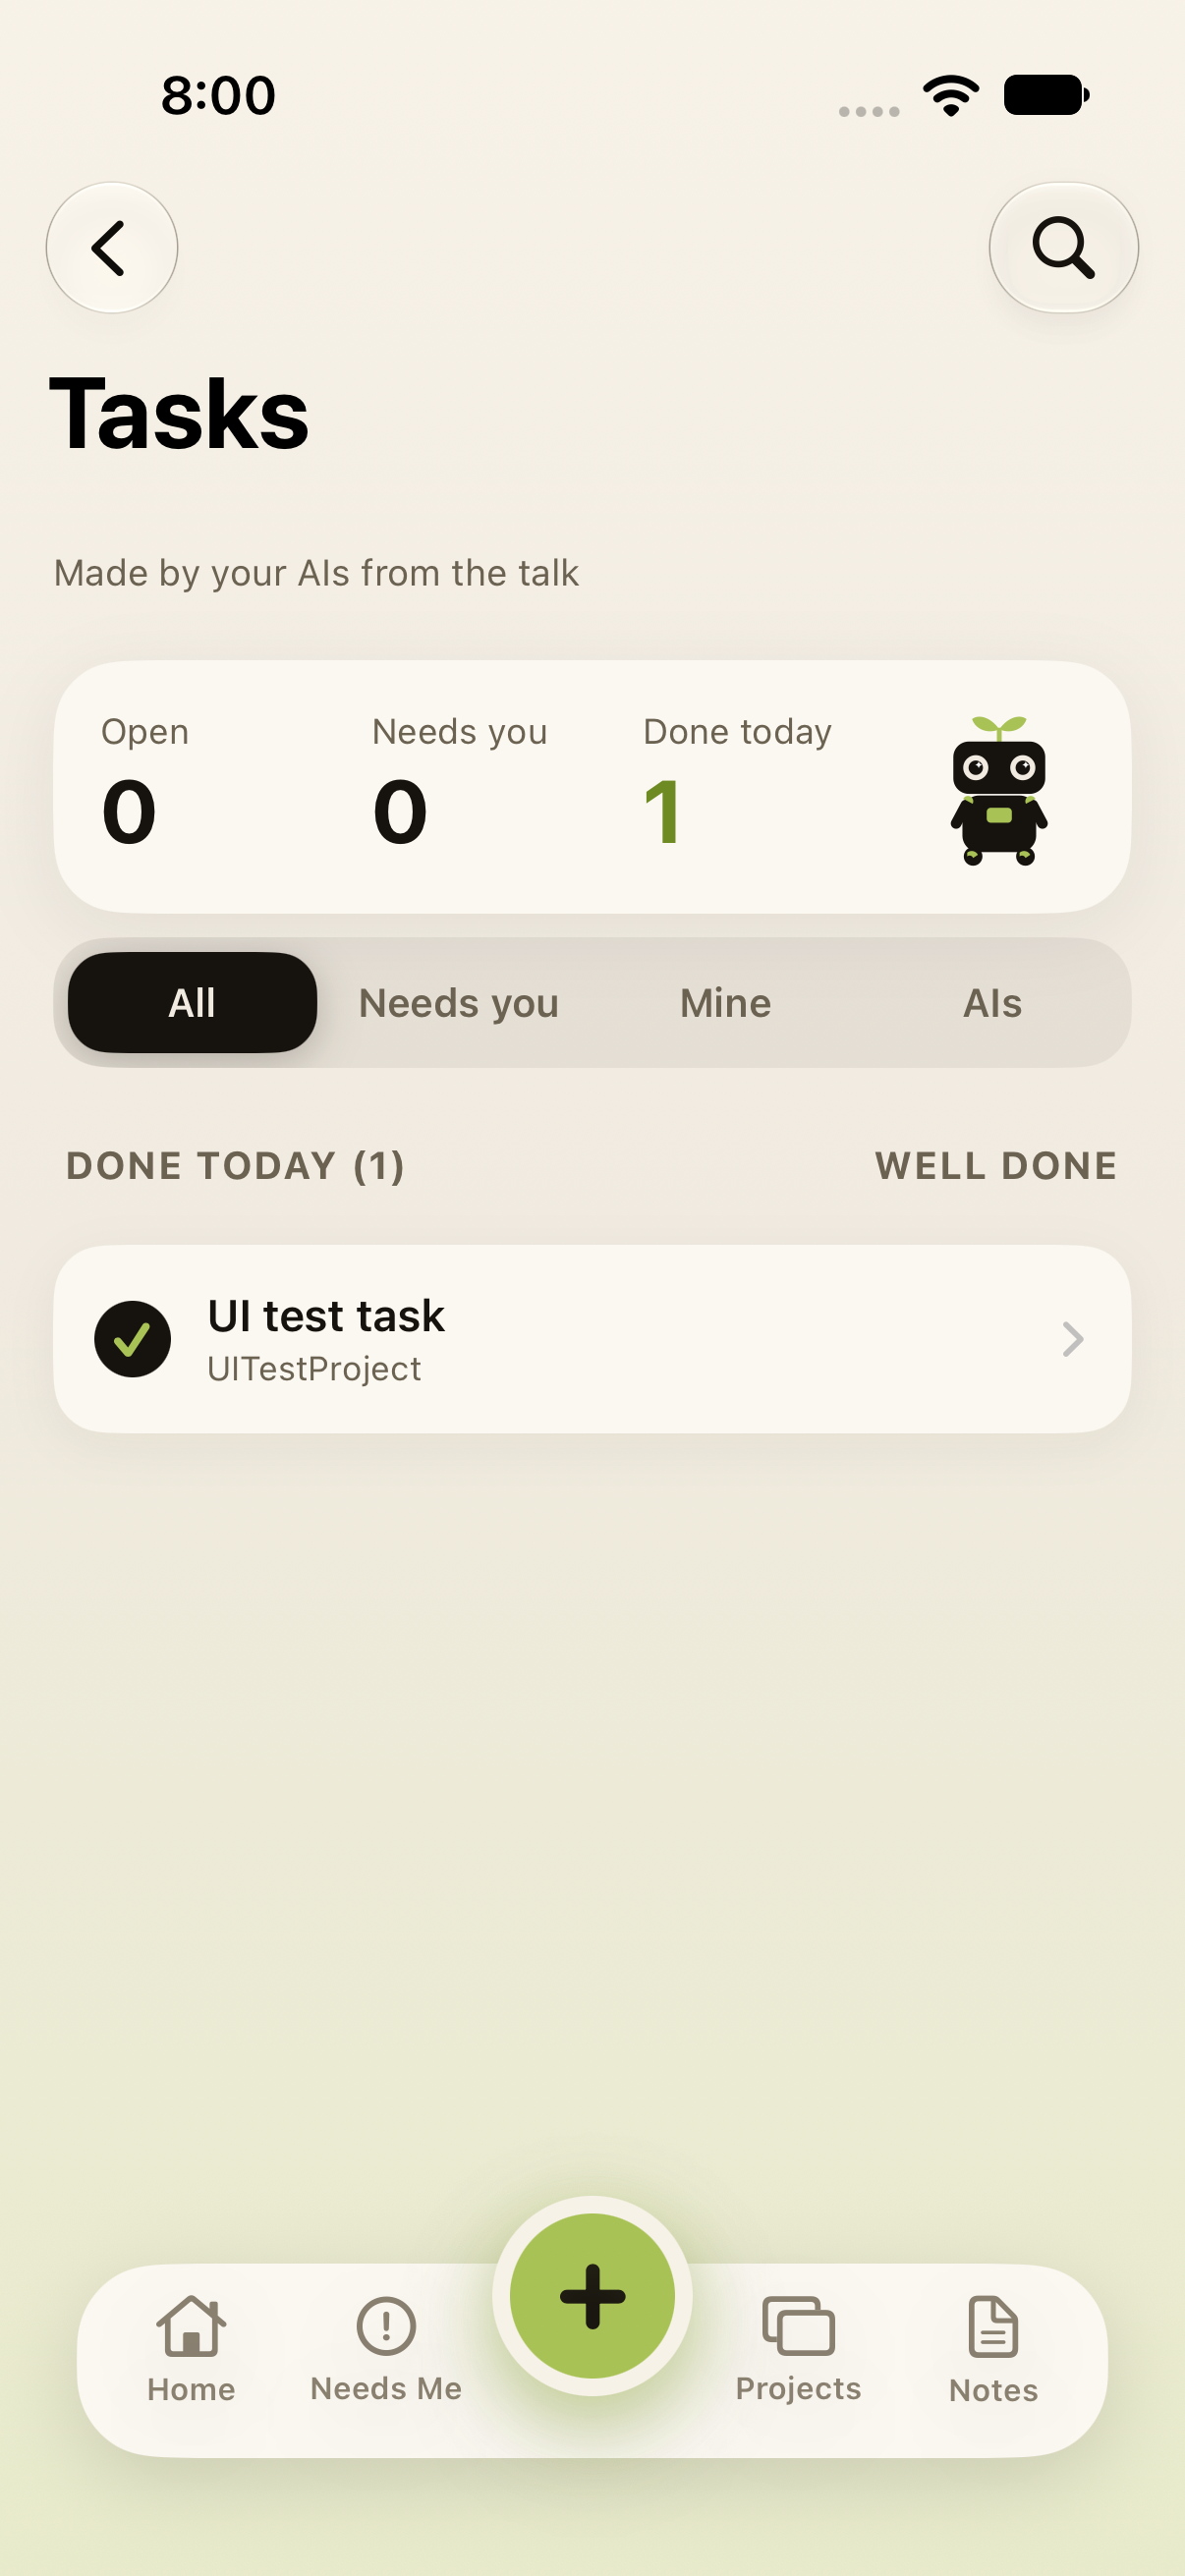 8:00
Tasks
Made by your AIs from the talk
Open Needs you Done today
0 0 1
All Needs you Mine AIs
DONE TODAY (1) WELL DONE
UI test task
UITestProject
Home Needs Me Projects Notes